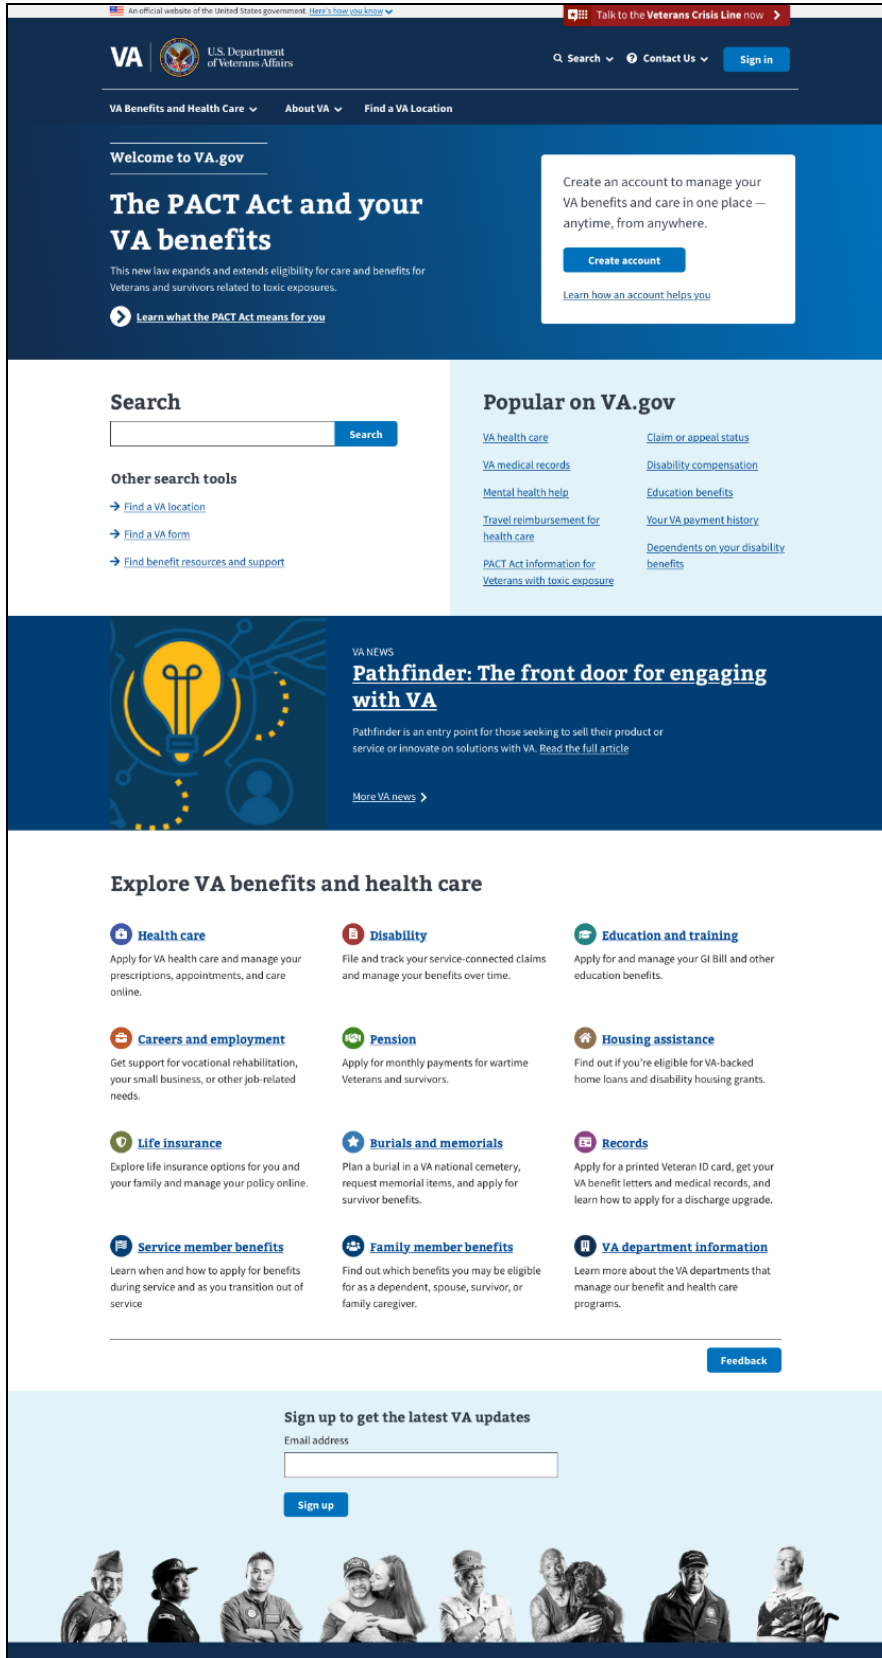 An official website of the United States government. Here's how you know
Talk to the Veterans Crisis Line now
VA
U.S. Department
of Veterans Affairs
Search
Contact Us
Sign in
VA Benefits and Health Care
About VA
Find a VA Location
Welcome to VA.gov
The PACT Act and your
VA benefits
This new law expands and extends eligibility for care and benefits for
Veterans and survivors related to toxic exposures.
Learn what the PACT Act means for you
Create an account to manage your
VA benefits and care in one place —
anytime, from anywhere.
Create account
Learn how an account helps you
Search
Search
Other search tools
Find a VA location
Find a VA form
Find benefit resources and support
Popular on VA.gov
VA health care
VA medical records
Mental health help
Travel reimbursement for
health care
PACT Act information for
Veterans with toxic exposure
Claim or appeal status
Disability compensation
Education benefits
Your VA payment history
Dependents on your disability
benefits
VA NEWS
Pathfinder: The front door for engaging
with VA
Pathfinder is an entry point for those seeking to sell their product or
service or innovate on solutions with VA. Read the full article
More VA news
Explore VA benefits and health care
Health care
Apply for VA health care and manage your
prescriptions, appointments, and care
online.
Disability
File and track your service-connected claims
and manage your benefits over time.
Education and training
Apply for and manage your GI Bill and other
education benefits.
Careers and employment
Get support for vocational rehabilitation,
your small business, or other job-related
needs.
Pension
Apply for monthly payments for wartime
Veterans and survivors.
Housing assistance
Find out if you're eligible for VA-backed
home loans and disability housing grants.
Life insurance
Explore life insurance options for you and
your family and manage your policy online.
Burials and memorials
Plan a burial in a VA national cemetery,
request memorial items, and apply for
survivor benefits.
Records
Apply for a printed Veteran ID card, get your
VA benefit letters and medical records, and
learn how to apply for a discharge upgrade.
Service member benefits
Learn when and how to apply for benefits
during service and as you transition out of
service
Family member benefits
Find out which benefits you may be eligible
for as a dependent, spouse, survivor, or
family caregiver.
VA department information
Learn more about the VA departments that
manage our benefit and health care
programs.
Feedback
Sign up to get the latest VA updates
Email address
Sign up